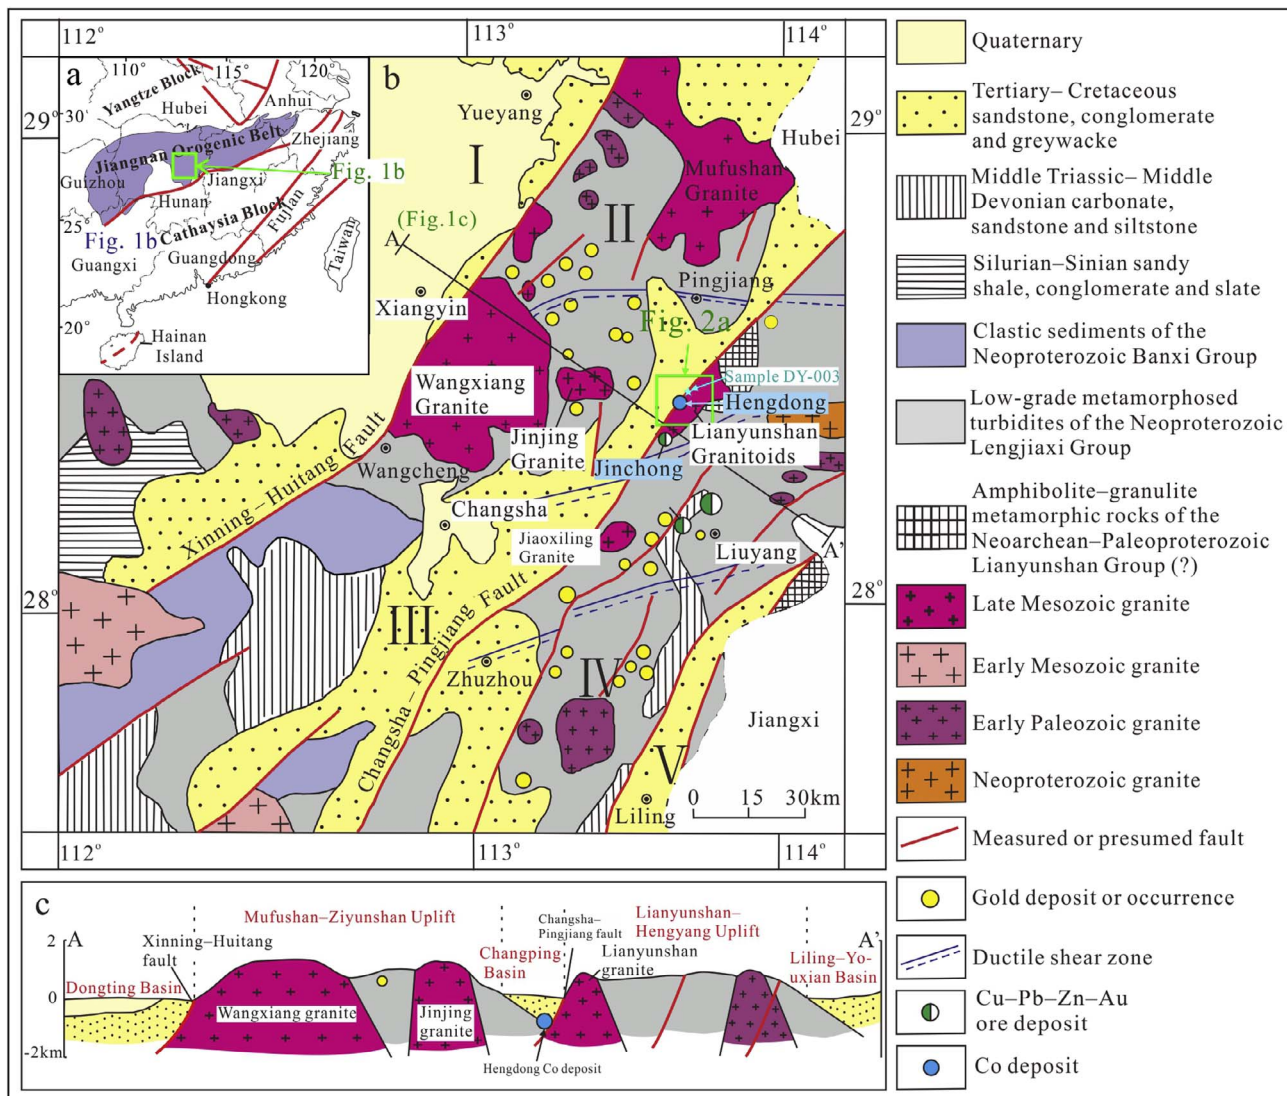 112°
113°
114°
a
110°
115°
120°
Yangtze Block
Hubei
Anhui
30°
Jiangnan Orogenic Belt
Zhejiang
Guizhou
Jiangxi
Fig. 1b
Hunan
25°
Cathaysia Block
Fujian
Fig. 1b
Guangxi
Guangdong
Taiwan
Hongkong
20°
Hainan
Island
b
29°
29°
28°
28°
Yueyang
Hubei
I
Mufushan
Granite
(Fig.1c)
A
II
Xiangyin
Pingjiang
Fig. 2a
Wangxiang
Granite
Sample DY-003
Hengdong
Jinjing
Granite
Lianyunshan
Granitoids
Xinning–Huitang Fault
Wangcheng
Jinchong
Changsha
Jiaoxiling
Granite
Liuyang
A'
III
Changsha–Pingjiang Fault
Zhuzhou
IV
Jiangxi
V
Liling
0 15 30km
112°
113°
114°
c
Mufushan–Ziyunshan Uplift
Changsha–
Pingjiang fault
Lianyunshan–
Hengyang Uplift
2
A
Xinning–Huitang
fault
Changping
Basin
Lianyunshan
granite
A'
Liling–Yo-
uxian Basin
Dongting Basin
0
Wangxiang granite
Jinjing
granite
-2km
Hengdong Co deposit
Quaternary
Tertiary–Cretaceous
sandstone, conglomerate
and greywacke
Middle Triassic–Middle
Devonian carbonate,
sandstone and siltstone
Silurian–Sinian sandy
shale, conglomerate and slate
Clastic sediments of the
Neoproterozoic Banxi Group
Low-grade metamorphosed
turbidites of the Neoproterozoic
Lengjiaxi Group
Amphibolite–granulite
metamorphic rocks of the
Neoarchean–Paleoproterozoic
Lianyunshan Group (?)
Late Mesozoic granite
Early Mesozoic granite
Early Paleozoic granite
Neoproterozoic granite
Measured or presumed fault
Gold deposit or occurrence
Ductile shear zone
Cu–Pb–Zn–Au
ore deposit
Co deposit